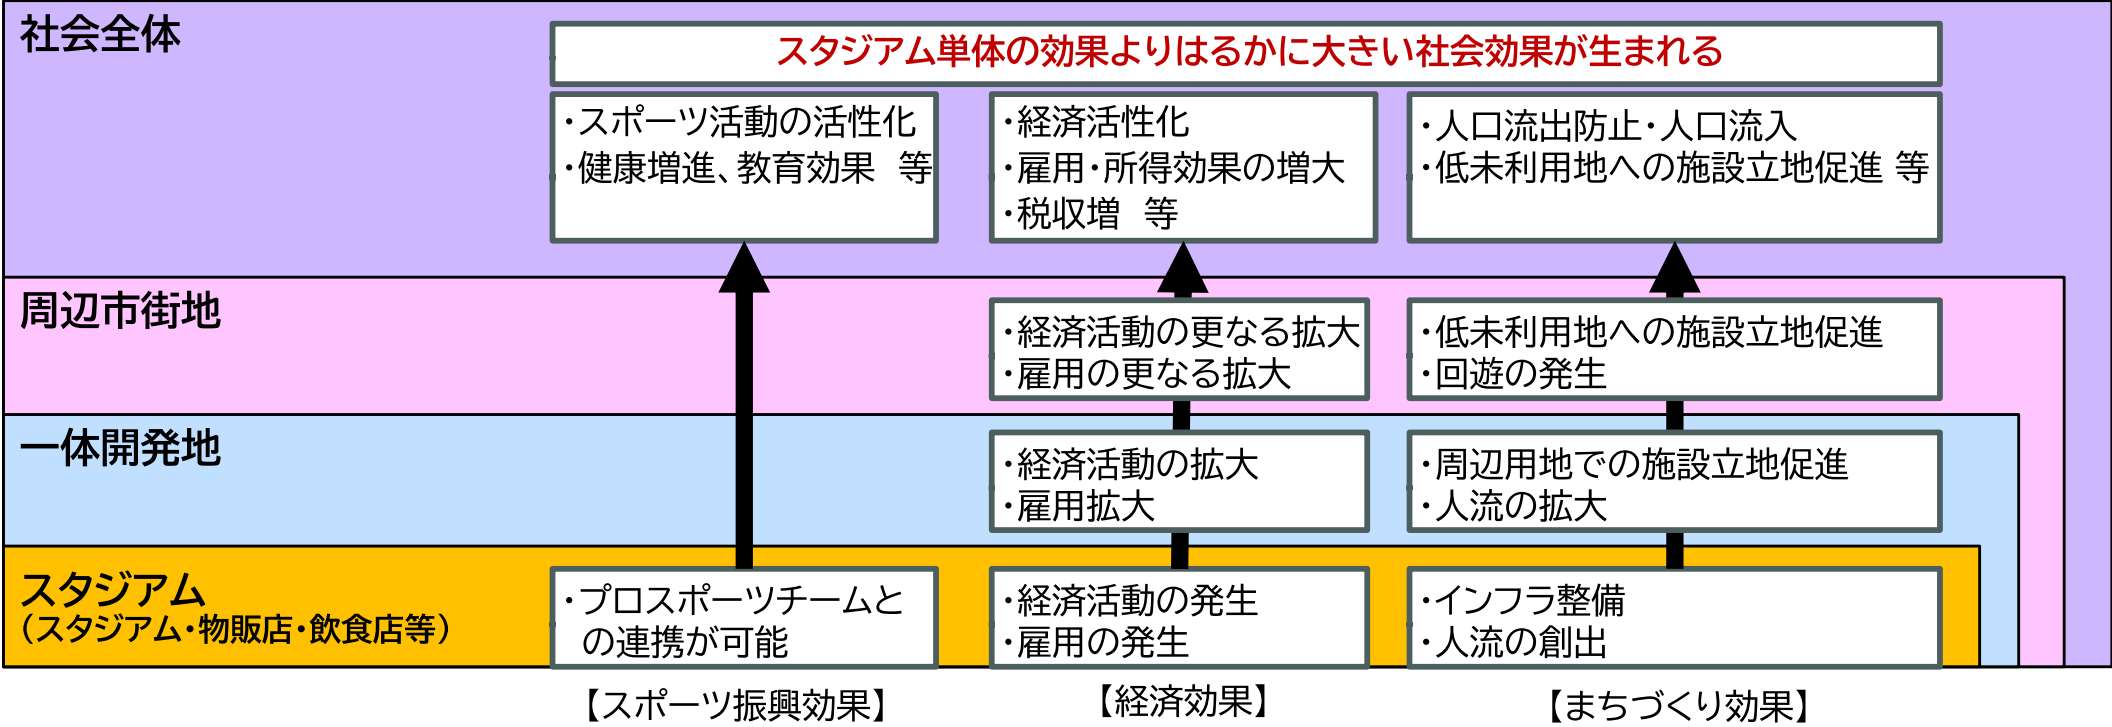 社会全体
スタジアム単体の効果よりはるかに大きい社会効果が生まれる
・スポーツ活動の活性化
・健康増進、教育効果　等
・経済活性化
・雇用・所得効果の増大
・税収増　等
・人口流出防止・人口流入
・低未利用地への施設立地促進 等
周辺市街地
・経済活動の更なる拡大
・雇用の更なる拡大
・低未利用地への施設立地促進
・回遊の発生
一体開発地
・経済活動の拡大
・雇用拡大
・周辺用地での施設立地促進
・人流の拡大
スタジアム
（スタジアム・物販店・飲食店等）
・プロスポーツチームと
の連携が可能
・経済活動の発生
・雇用の発生
・インフラ整備
・人流の創出
【スポーツ振興効果】
【経済効果】
【まちづくり効果】